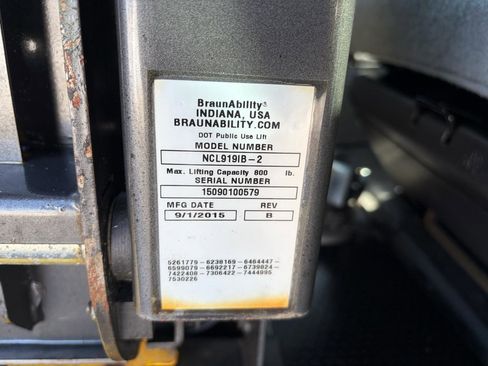 BraunAbility®
INDIANA, USA
BRAUNABILITY.COM
DOT Public Use Lift
MODEL NUMBER
NCL919IB-2
Max. Lifting Capacity 800 lb.
SERIAL NUMBER
15090100579
MFG DATE REV
9/1/2015 B
5261779-6238169-6464447-
6599079-6692217-6739024-
7422408-7306422-7444995
7530226